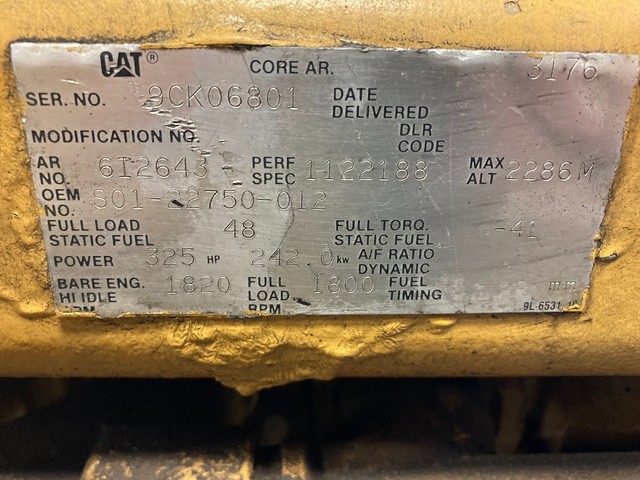 CAT® CORE AR. 3176
SER. NO. 9CK06801 DATE DELIVERED
MODIFICATION NO. DLR CODE
AR NO. 6I2643 PERF SPEC 1122188 MAX ALT 2286M
OEM NO. S01-22750-012
FULL LOAD STATIC FUEL 48 FULL TORQ. STATIC FUEL -41
POWER 325 HP 242.0 kw A/F RATIO DYNAMIC
BARE ENG. HI IDLE RPM 1820 FULL LOAD RPM 1800 FUEL TIMING
9L-6531